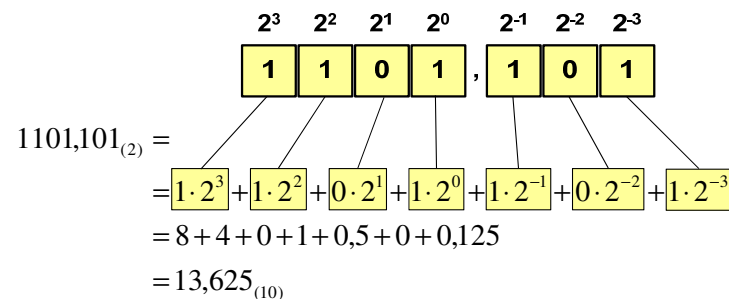 2³ 2² 2¹ 2⁰ 2⁻¹ 2⁻² 2⁻³
1 1 0 1 , 1 0 1
1101,101₍₂₎ =
= 1·2³ + 1·2² + 0·2¹ + 1·2⁰ + 1·2⁻¹ + 0·2⁻² + 1·2⁻³
= 8 + 4 + 0 + 1 + 0,5 + 0 + 0,125
= 13,625₍₁₀₎